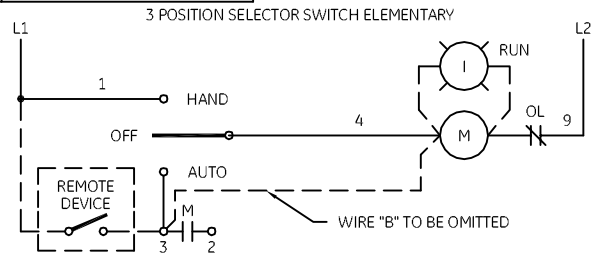 3 POSITION SELECTOR SWITCH ELEMENTARY
L1
L2
I
RUN
1
HAND
OFF
4
M
OL
9
AUTO
REMOTE
DEVICE
M
WIRE "B" TO BE OMITTED
3
2